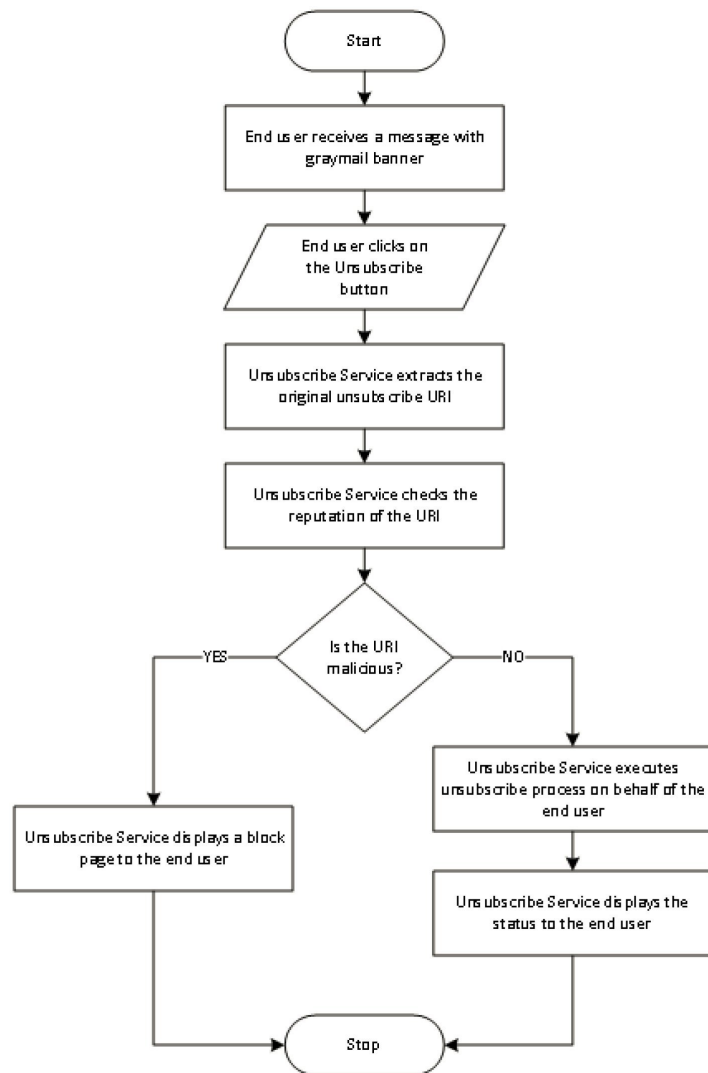 Start
End user receives a message with
graymail banner
End user clicks on
the Unsubscribe
button
Unsubscribe Service extracts the
original unsubscribe URI
Unsubscribe Service checks the
reputation of the URI
Is the URI
malicious?
YES
NO
Unsubscribe Service executes
unsubscribe process on behalf of the
end user
Unsubscribe Service displays a block
page to the end user
Unsubscribe Service displays the
status to the end user
Stop